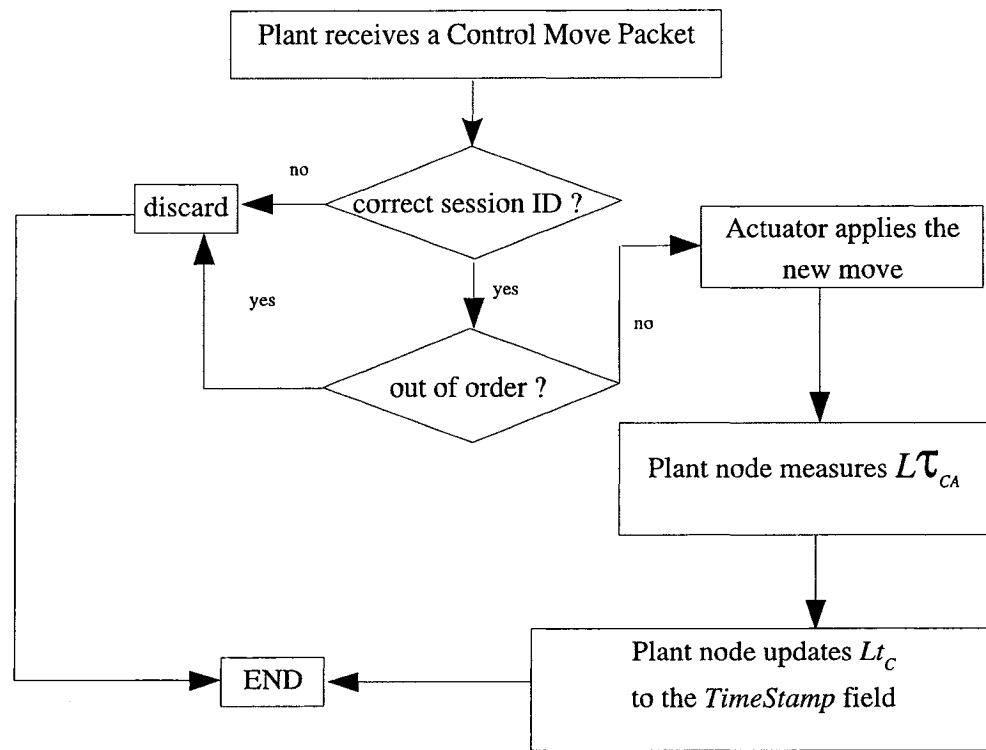 Plant receives a Control Move Packet
no
correct session ID ?
discard
Actuator applies the
new move
yes
yes
no
out of order ?
Plant node measures Lτ_CA
Plant node updates Lt_C
to the TimeStamp field
END